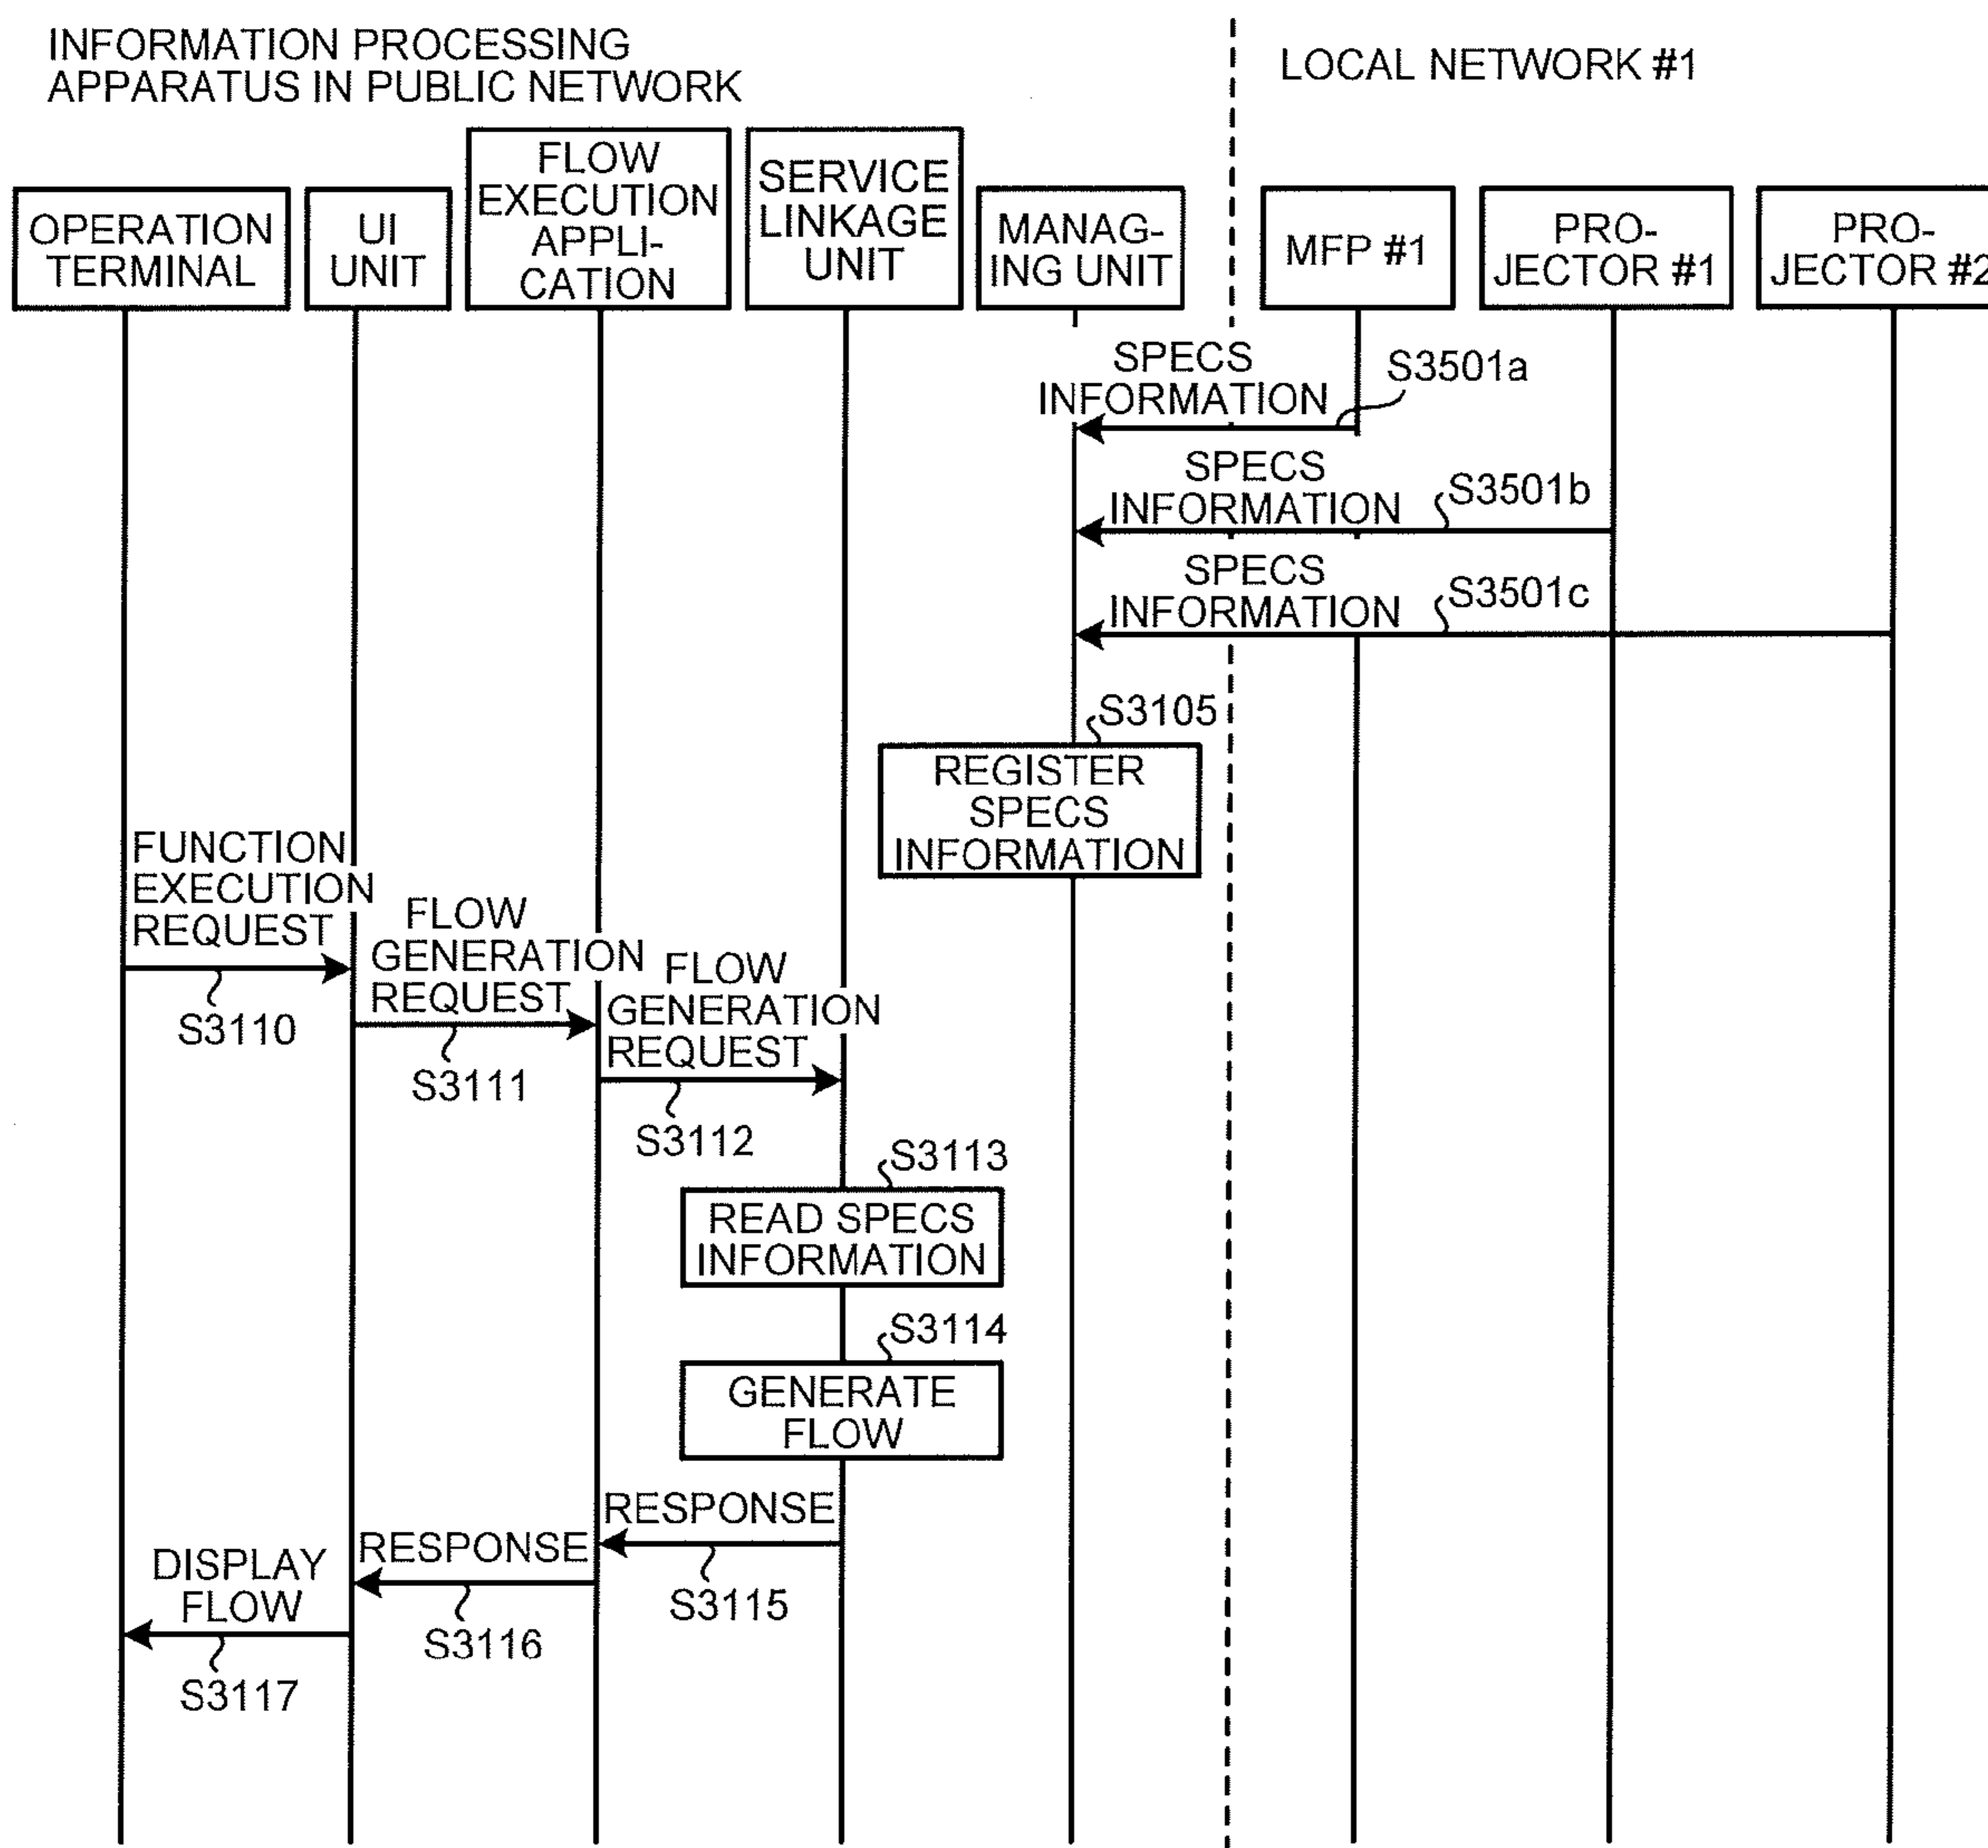 INFORMATION PROCESSING
APPARATUS IN PUBLIC NETWORK
LOCAL NETWORK #1
OPERATION
TERMINAL
UI
UNIT
FLOW
EXECUTION
APPLI-
CATION
SERVICE
LINKAGE
UNIT
MANAG-
ING UNIT
MFP #1
PRO-
JECTOR #1
PRO-
JECTOR #2
SPECS
INFORMATION
S3501a
SPECS
INFORMATION
S3501b
SPECS
INFORMATION
S3501c
S3105
REGISTER
SPECS
INFORMATION
FUNCTION
EXECUTION
REQUEST
S3110
FLOW
GENERATION
REQUEST
S3111
FLOW
GENERATION
REQUEST
S3112
S3113
READ SPECS
INFORMATION
S3114
GENERATE
FLOW
RESPONSE
S3115
RESPONSE
S3116
DISPLAY
FLOW
S3117